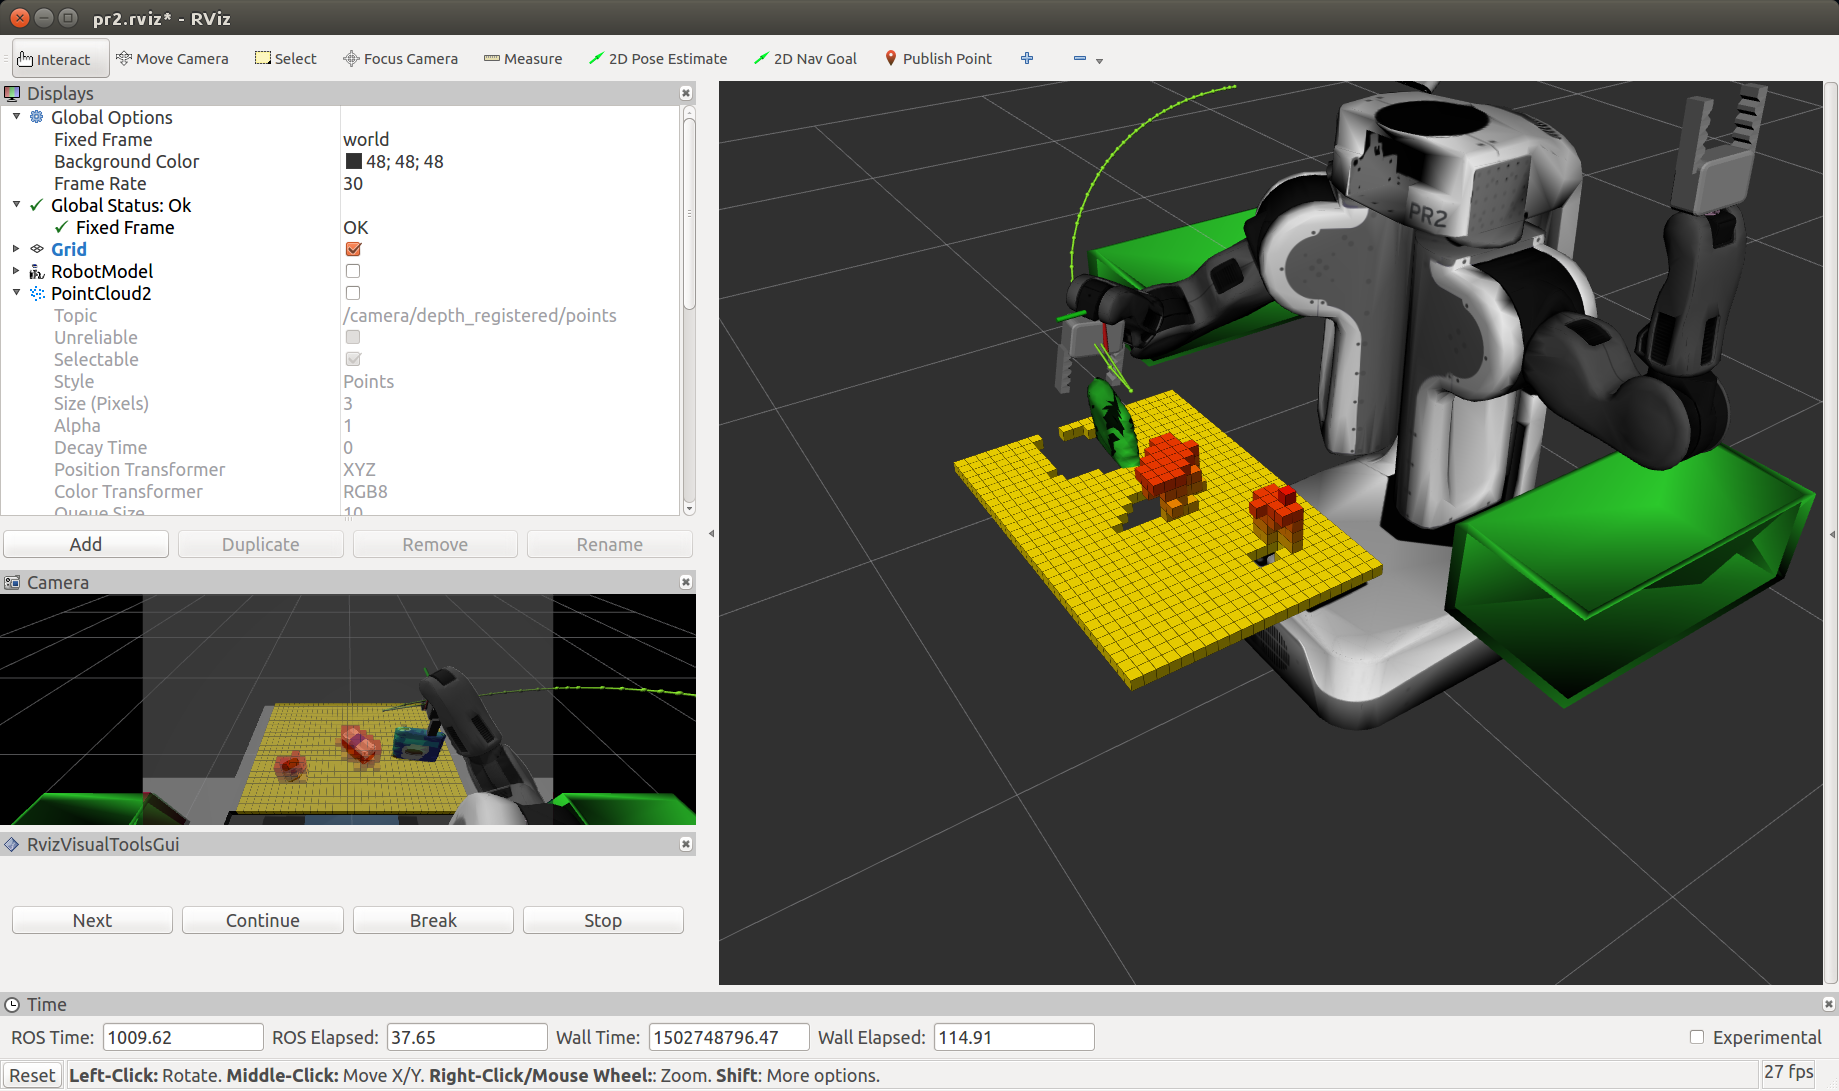 pr2.rviz* - RViz
Interact Move Camera Select Focus Camera Measure 2D Pose Estimate 2D Nav Goal Publish Point
Displays
Global Options
Fixed Frame world
Background Color 48; 48; 48
Frame Rate 30
Global Status: Ok
Fixed Frame OK
Grid
RobotModel
PointCloud2
Topic /camera/depth_registered/points
Unreliable
Selectable
Style Points
Size (Pixels) 3
Alpha 1
Decay Time 0
Position Transformer XYZ
Color Transformer RGB8
Queue Size 10
Add Duplicate Remove Rename
Camera
RvizVisualToolsGui
Next Continue Break Stop
PR2
Time
ROS Time: 1009.62 ROS Elapsed: 37.65 Wall Time: 1502748796.47 Wall Elapsed: 114.91 Experimental
Reset Left-Click: Rotate. Middle-Click: Move X/Y. Right-Click/Mouse Wheel:: Zoom. Shift: More options. 27 fps